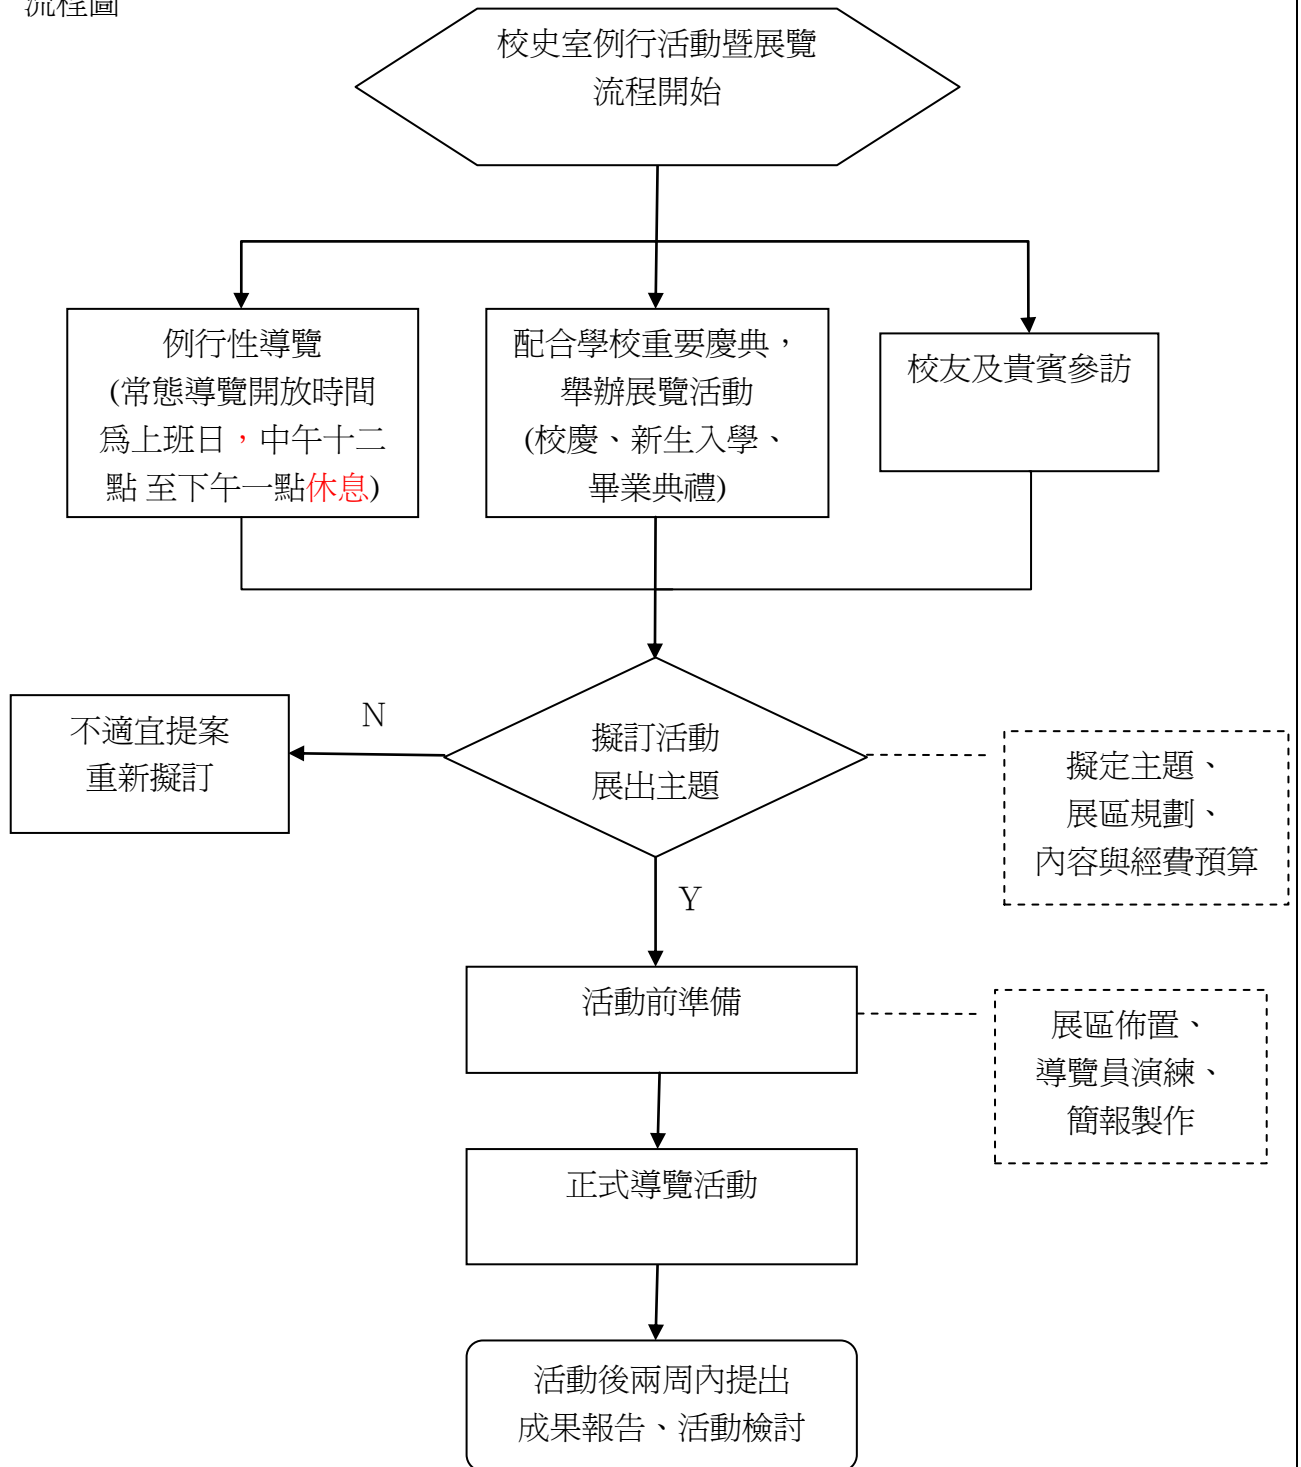 流程圖
校史室例行活動暨展覽
流程開始
例行性導覽
(常態導覽開放時間
為上班日，中午十二
點 至下午一點休息)
配合學校重要慶典，
舉辦展覽活動
(校慶、新生入學、
畢業典禮)
校友及貴賓參訪
不適宜提案
重新擬訂
N
擬訂活動
展出主題
擬定主題、
展區規劃、
內容與經費預算
Y
活動前準備
展區佈置、
導覽員演練、
簡報製作
正式導覽活動
活動後兩周內提出
成果報告、活動檢討